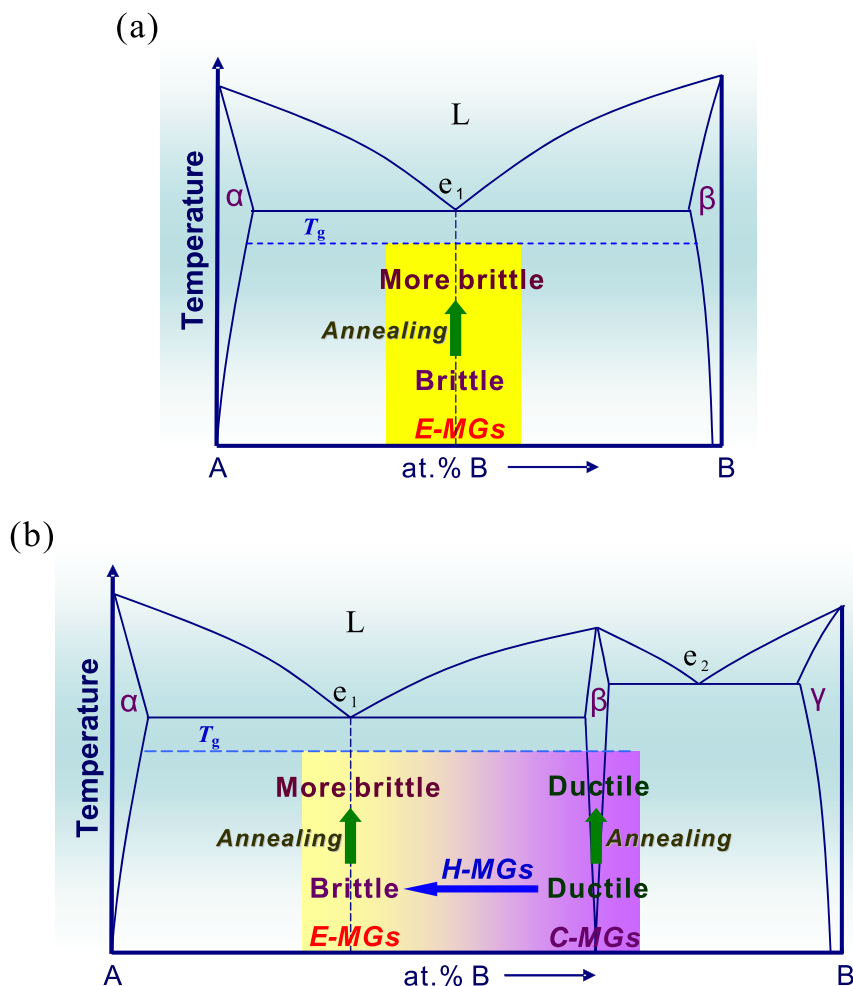 (a)
Temperature
L
e1
α
β
Tg
More brittle
Annealing
Brittle
E-MGs
A
at.% B
B
(b)
Temperature
L
e1
e2
α
β
γ
Tg
More brittle
Ductile
Annealing
Annealing
H-MGs
Brittle
Ductile
E-MGs
C-MGs
A
at.% B
B